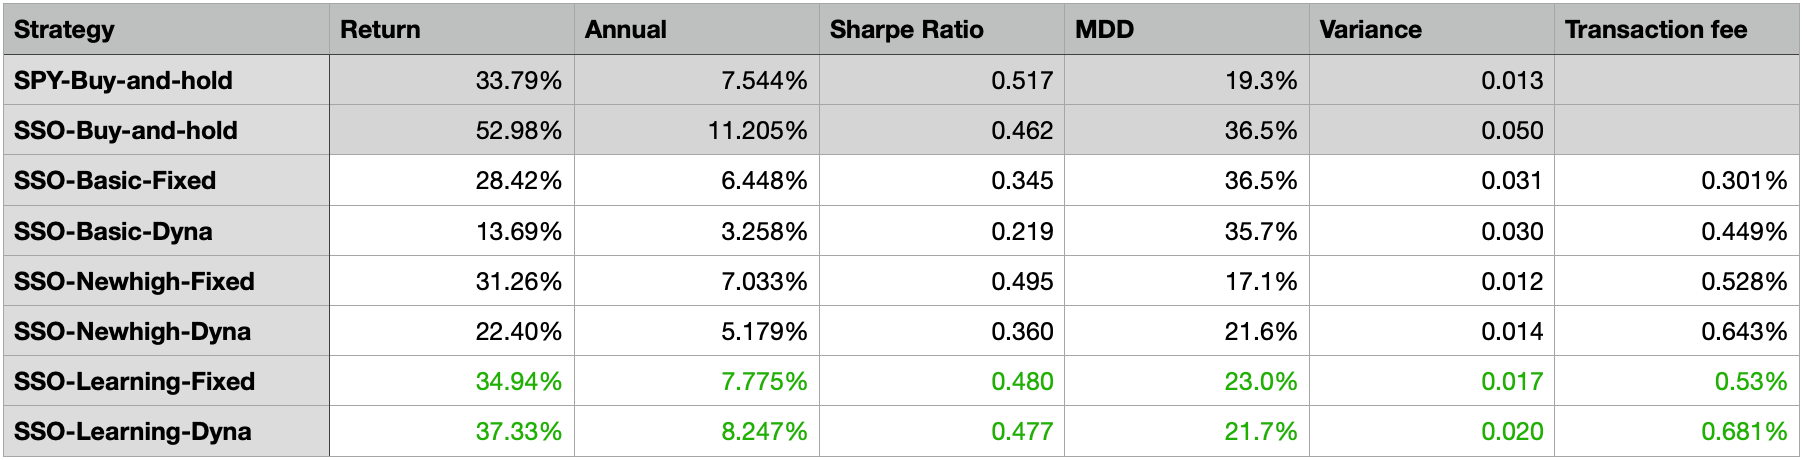 Strategy Return Annual Sharpe Ratio MDD Variance Transaction fee
SPY-Buy-and-hold 33.79% 7.544% 0.517 19.3% 0.013
SSO-Buy-and-hold 52.98% 11.205% 0.462 36.5% 0.050
SSO-Basic-Fixed 28.42% 6.448% 0.345 36.5% 0.031 0.301%
SSO-Basic-Dyna 13.69% 3.258% 0.219 35.7% 0.030 0.449%
SSO-Newhigh-Fixed 31.26% 7.033% 0.495 17.1% 0.012 0.528%
SSO-Newhigh-Dyna 22.40% 5.179% 0.360 21.6% 0.014 0.643%
SSO-Learning-Fixed 34.94% 7.775% 0.480 23.0% 0.017 0.53%
SSO-Learning-Dyna 37.33% 8.247% 0.477 21.7% 0.020 0.681%